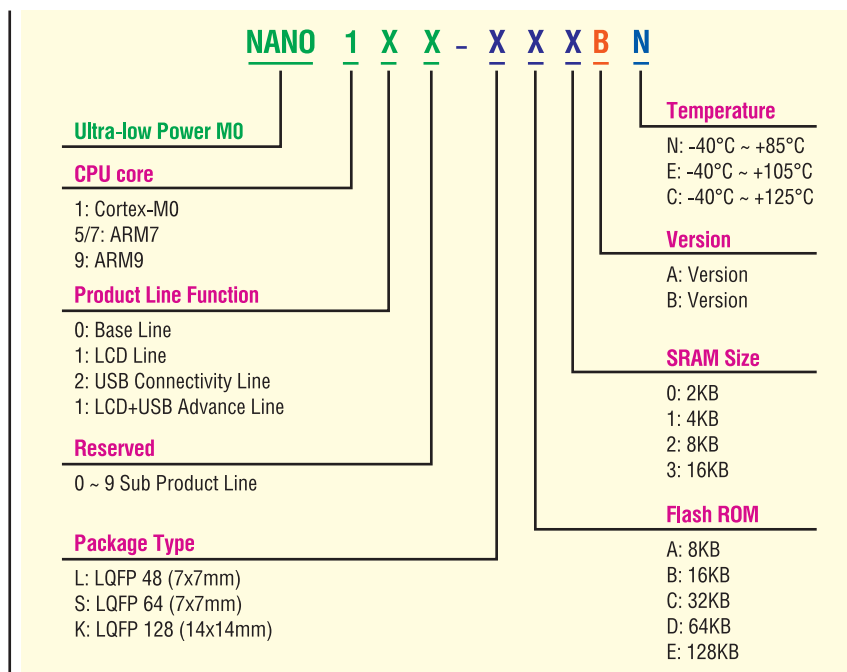 NANO 1 X X - X X X B N
Ultra-low Power M0
CPU core
1: Cortex-M0
5/7: ARM7
9: ARM9
Product Line Function
0: Base Line
1: LCD Line
2: USB Connectivity Line
1: LCD+USB Advance Line
Reserved
0 ~ 9 Sub Product Line
Package Type
L: LQFP 48 (7x7mm)
S: LQFP 64 (7x7mm)
K: LQFP 128 (14x14mm)
Temperature
N: -40°C ~ +85°C
E: -40°C ~ +105°C
C: -40°C ~ +125°C
Version
A: Version
B: Version
SRAM Size
0: 2KB
1: 4KB
2: 8KB
3: 16KB
Flash ROM
A: 8KB
B: 16KB
C: 32KB
D: 64KB
E: 128KB